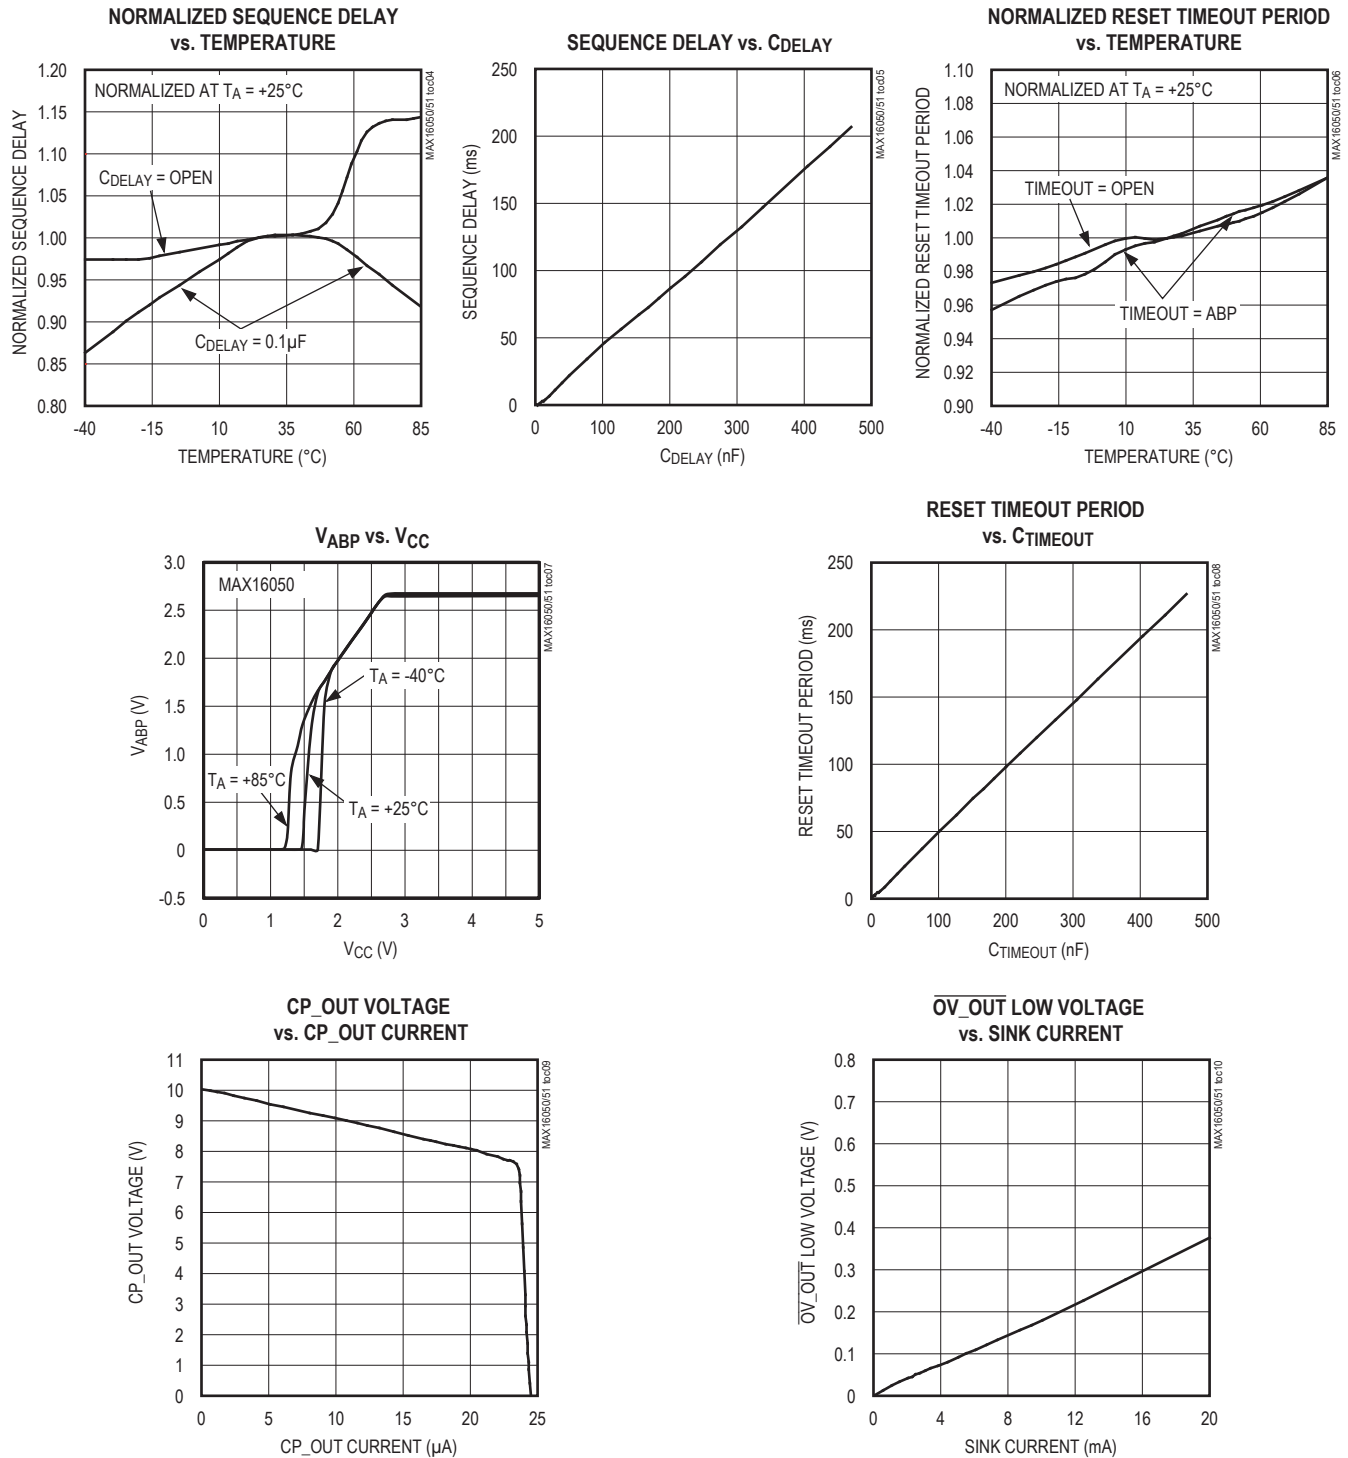 NORMALIZED SEQUENCE DELAY
vs. TEMPERATURE
NORMALIZED AT TA = +25°C
MAX16050/51 toc04
NORMALIZED SEQUENCE DELAY
1.20
1.15
1.10
1.05
1.00
0.95
0.90
0.85
0.80
CDELAY = OPEN
CDELAY = 0.1µF
-40 -15 10 35 60 85
TEMPERATURE (°C)
SEQUENCE DELAY vs. CDELAY
MAX16050/51 toc05
SEQUENCE DELAY (ms)
250
200
150
100
50
0
0 100 200 300 400 500
CDELAY (nF)
NORMALIZED RESET TIMEOUT PERIOD
vs. TEMPERATURE
NORMALIZED AT TA = +25°C
MAX16050/51 toc06
NORMALIZED RESET TIMEOUT PERIOD
1.10
1.08
1.06
1.04
1.02
1.00
0.98
0.96
0.94
0.92
0.90
TIMEOUT = OPEN
TIMEOUT = ABP
-40 -15 10 35 60 85
TEMPERATURE (°C)
VABP vs. VCC
MAX16050
MAX16050/51 toc07
VABP (V)
3.0
2.5
2.0
1.5
1.0
0.5
0
-0.5
TA = -40°C
TA = +85°C
TA = +25°C
0 1 2 3 4 5
VCC (V)
RESET TIMEOUT PERIOD
vs. CTIMEOUT
MAX16050/51 toc08
RESET TIMEOUT PERIOD (ms)
250
200
150
100
50
0
0 100 200 300 400 500
CTIMEOUT (nF)
CP_OUT VOLTAGE
vs. CP_OUT CURRENT
MAX16050/51 toc09
CP_OUT VOLTAGE (V)
11
10
9
8
7
6
5
4
3
2
1
0
0 5 10 15 20 25
CP_OUT CURRENT (µA)
OV_OUT LOW VOLTAGE
vs. SINK CURRENT
MAX16050/51 toc10
OV_OUT LOW VOLTAGE (V)
0.8
0.7
0.6
0.5
0.4
0.3
0.2
0.1
0
0 4 8 12 16 20
SINK CURRENT (mA)